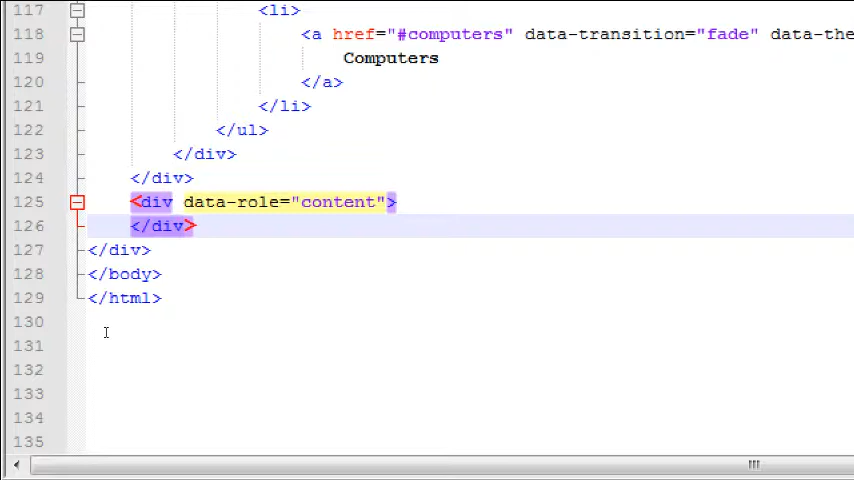 117 <li>
118 <a href="#computers" data-transition="fade" data-the
119 Computers
120 </a>
121 </li>
122 </ul>
123 </div>
124 </div>
125 <div data-role="content">
126 </div>
127 </div>
128 </body>
129 </html>
130
131
132
133
134
135